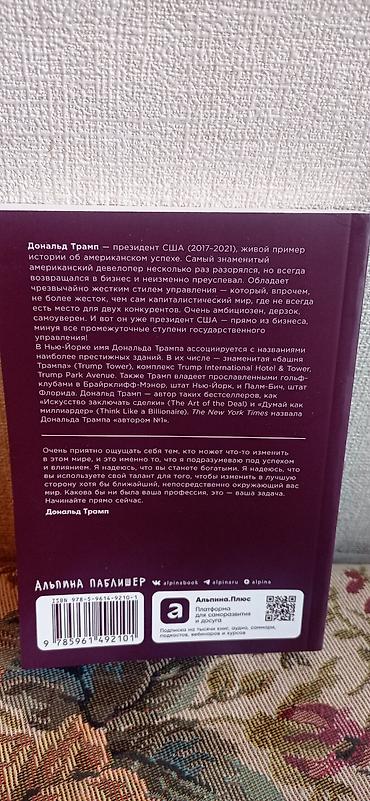 Дональд Трамп — президент США (2017–2021), живой пример
истории об американском успехе. Самый знаменитый
американский девелопер несколько раз разорялся, но всегда
возвращался в бизнес и неизменно преуспевал. Обладает
чрезвычайно жестким стилем управления — который, впрочем,
не более жесток, чем сам капиталистический мир, где не всегда
есть место для двух конкурентов. Очень амбициозен, дерзок,
самоуверен. И вот он уже президент США — прямо из бизнеса,
минуя все промежуточные ступени государственного
управления!
В Нью-Йорке имя Дональда Трампа ассоциируется с названиями
наиболее престижных зданий. В их числе — знаменитая «башня
Трампа» (Trump Tower), комплекс Trump International Hotel & Tower,
Trump Park Avenue. Также Трамп владеет прославленными гольф-
клубами в Брайрклифф-Мэнор, штат Нью-Йорк, и Палм-Бич, штат
Флорида. Дональд Трамп — автор таких бестселлеров, как
«Искусство заключать сделки» (The Art of the Deal) и «Думай как
миллиардер» (Think Like a Billionaire). The New York Times назвала
Дональда Трампа «автором №1».
Очень приятно ощущать себя тем, кто может что-то изменить
в этом мире, и это именно то, что я подразумеваю под успехом
и влиянием. Я надеюсь, что вы станете богатыми. Я надеюсь, что
вы используете свой талант для того, чтобы изменить в лучшую
сторону хотя бы ближайший, непосредственно окружающий вас
мир. Какова бы ни была ваша профессия, это — ваша задача.
Начинайте прямо сейчас.
Дональд Трамп
АЛЬПИНА ПАБЛИШЕР alpinabook alpinaru alpina
ISBN 978-5-9614-9210-1
9 785961 492101
a
Альпина.Плюс
Платформа
для саморазвития
и досуга
Подписка на тысячи книг, аудио, саммари,
подкастов, вебинаров и курсов